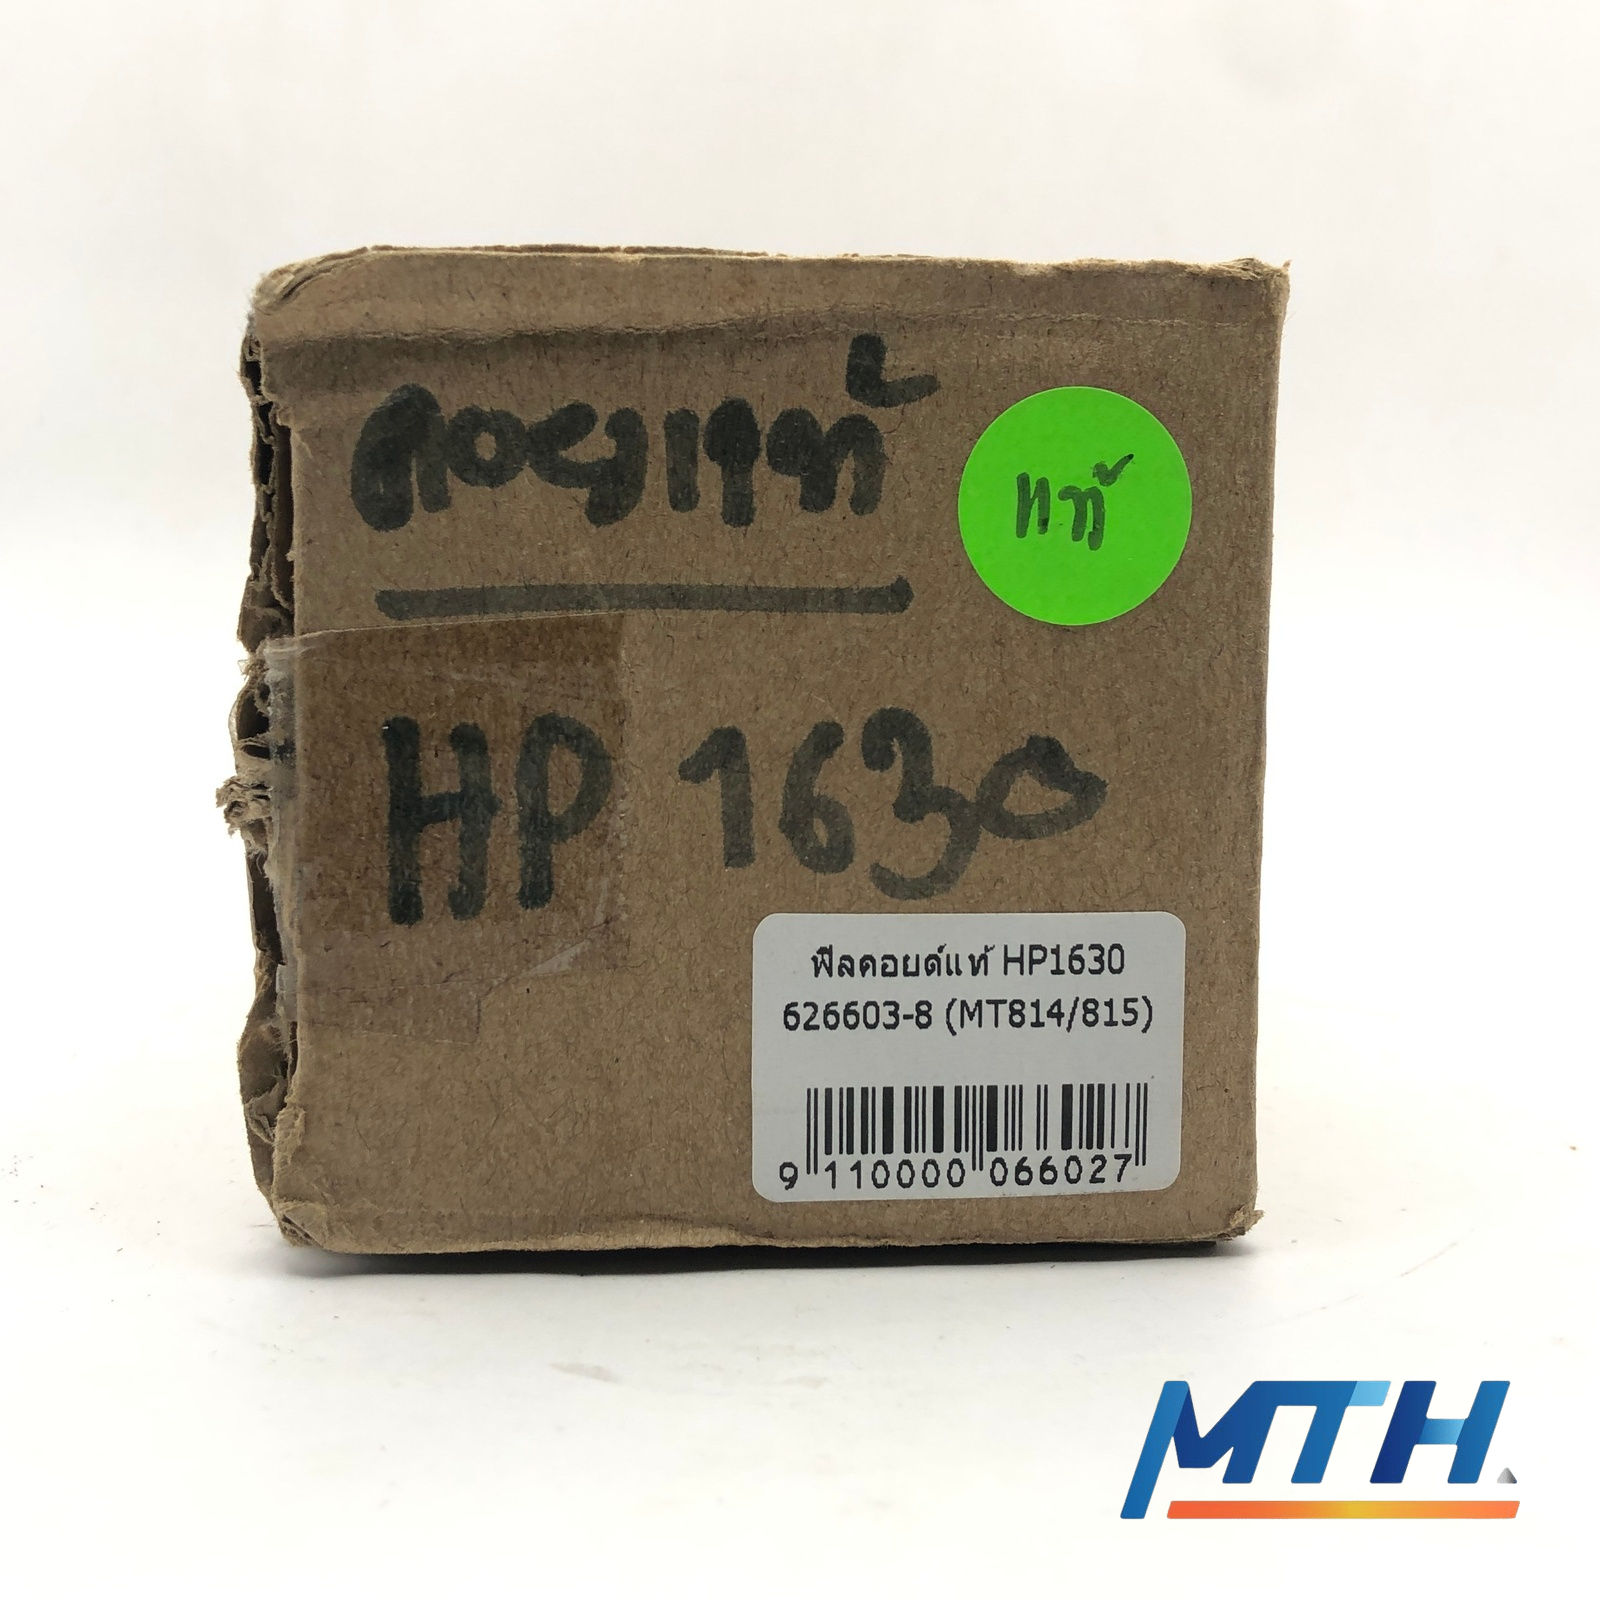 คอยแท้
แท้
HP 1630
ฟีลคอยด์แท้ HP1630
626603-8 (MT814/815)
9 110000 066027
MTH.